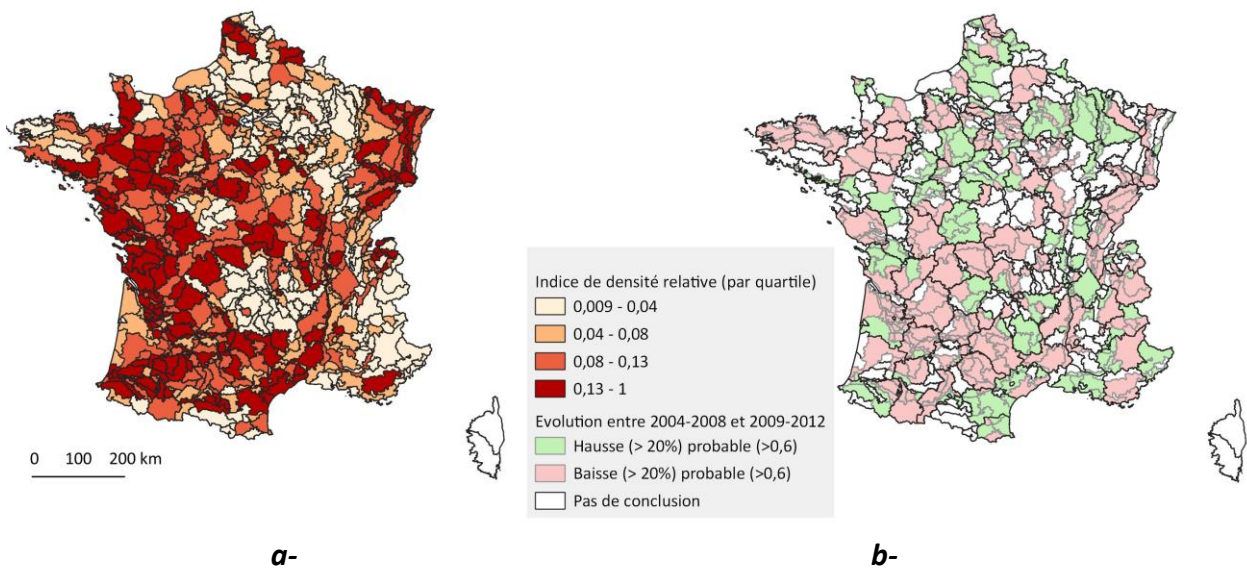 Indice de densité relative (par quartile)
0,009 - 0,04
0,04 - 0,08
0,08 - 0,13
0,13 - 1
Evolution entre 2004-2008 et 2009-2012
Hausse (> 20%) probable (>0,6)
Baisse (> 20%) probable (>0,6)
Pas de conclusion
0 100 200 km
a-
b-